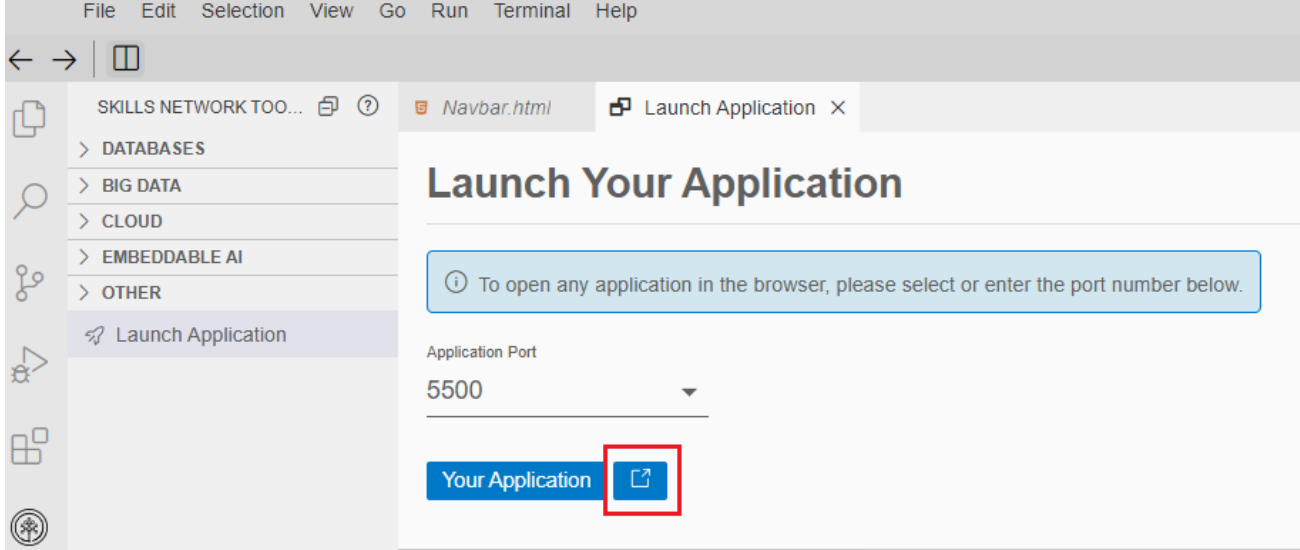 File Edit Selection View Go Run Terminal Help
SKILLS NETWORK TOO...
Navbar.html
Launch Application
DATABASES
BIG DATA
CLOUD
EMBEDDABLE AI
OTHER
Launch Application
Launch Your Application
To open any application in the browser, please select or enter the port number below.
Application Port
5500
Your Application